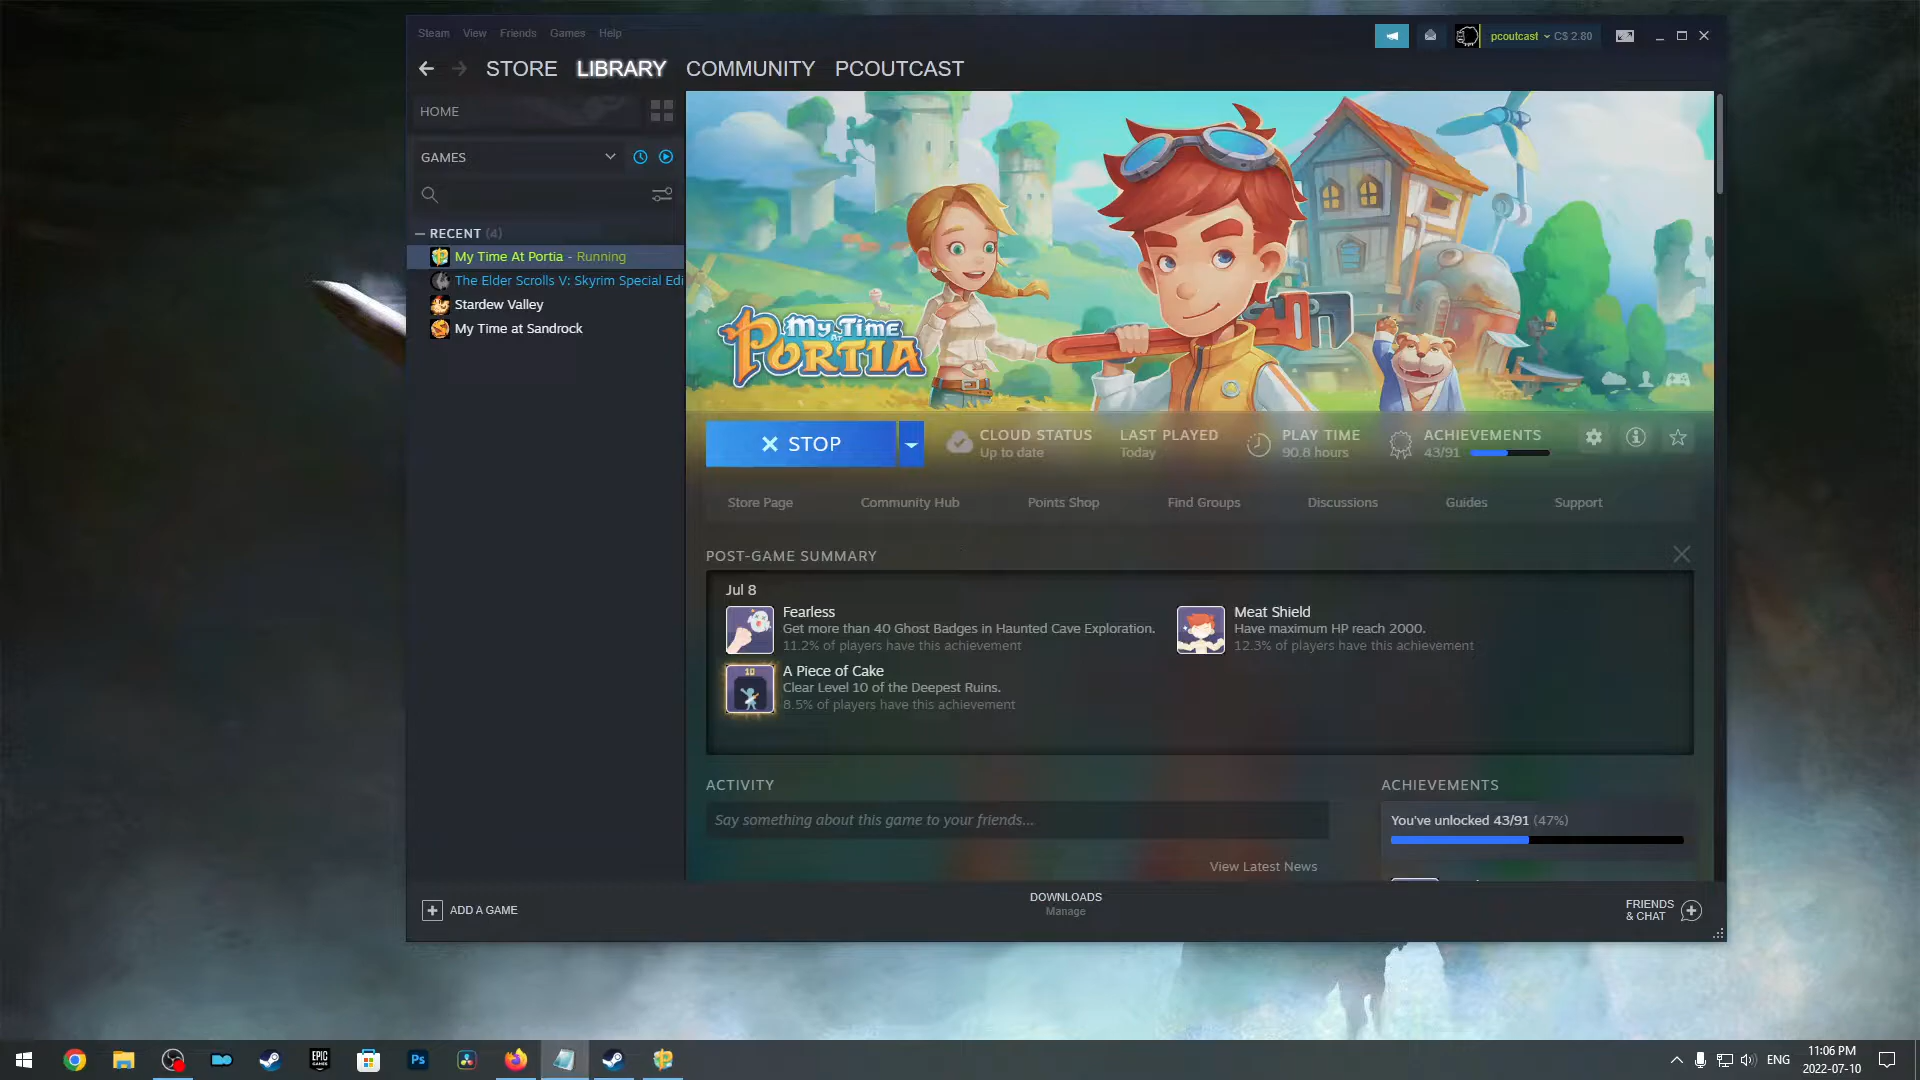 Steam View Friends Games Help
pcoutcast C$ 2.80
STORE LIBRARY COMMUNITY PCOUTCAST
HOME
GAMES
RECENT (4)
My Time At Portia - Running
The Elder Scrolls V: Skyrim Special Edi
Stardew Valley
My Time at Sandrock
My Time
AT
PORTIA
STOP
CLOUD STATUS
Up to date
LAST PLAYED
Today
PLAY TIME
90.8 hours
ACHIEVEMENTS
43/91
Store Page Community Hub Points Shop Find Groups Discussions Guides Support
POST-GAME SUMMARY
Jul 8
Fearless
Get more than 40 Ghost Badges in Haunted Cave Exploration.
11.2% of players have this achievement
Meat Shield
Have maximum HP reach 2000.
12.3% of players have this achievement
10
A Piece of Cake
Clear Level 10 of the Deepest Ruins.
8.5% of players have this achievement
ACTIVITY
Say something about this game to your friends...
View Latest News
ACHIEVEMENTS
You've unlocked 43/91 (47%)
ADD A GAME
DOWNLOADS
Manage
FRIENDS
& CHAT
EPIC
GAMES
Ps
ENG
11:06 PM
2022-07-10